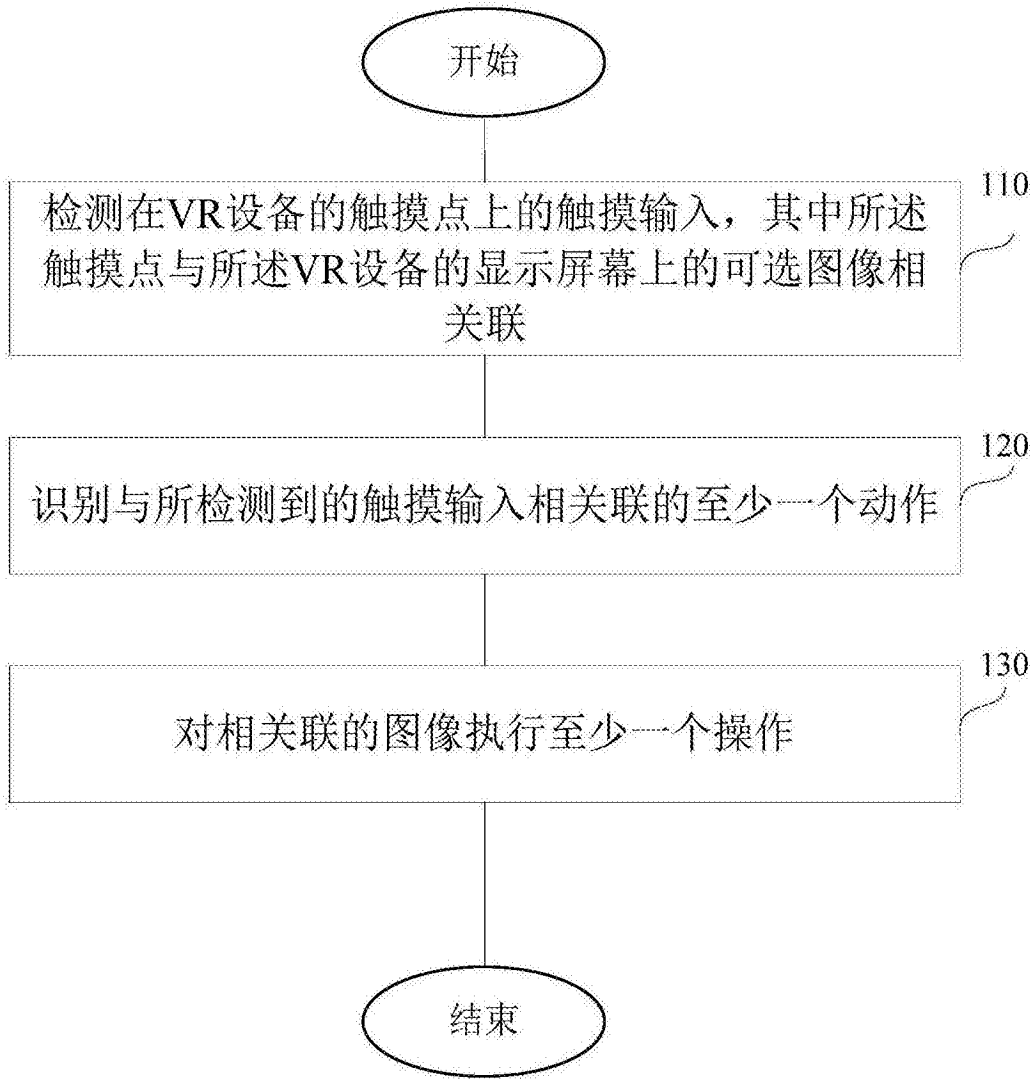 开始
110
检测在VR设备的触摸点上的触摸输入，其中所述
触摸点与所述VR设备的显示屏幕上的可选图像相
关联
120
识别与所检测到的触摸输入相关联的至少一个动作
130
对相关联的图像执行至少一个操作
结束